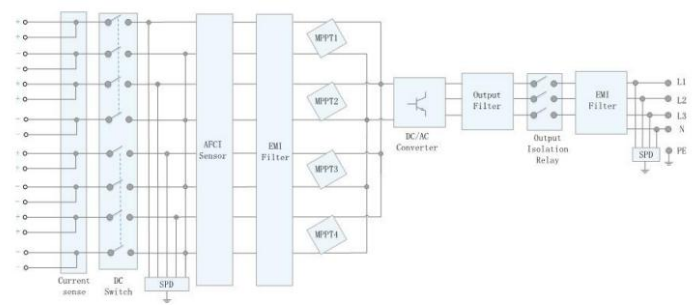 MPPT1
MPPT2
MPPT3
MPPT4
AFCI
Sensor
EMI
Filter
DC/AC
Converter
Output
Filter
Output
Isolation
Relay
EMI
Filter
L1
L2
L3
N
PE
SPD
Current
sense
DC
Switch
SPD